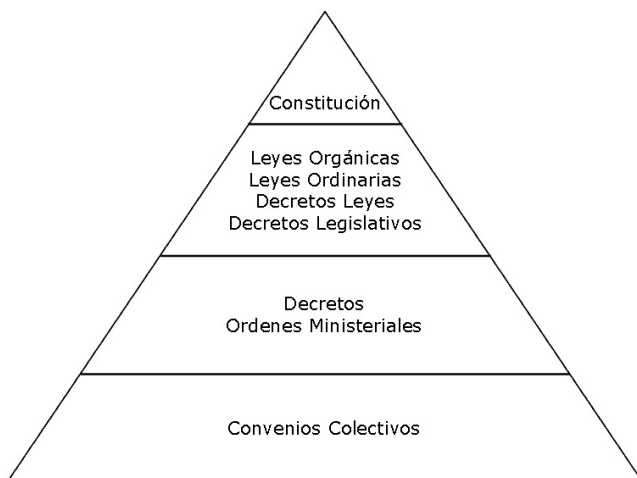 Constitución
Leyes Orgánicas
Leyes Ordinarias
Decretos Leyes
Decretos Legislativos
Decretos
Ordenes Ministeriales
Convenios Colectivos